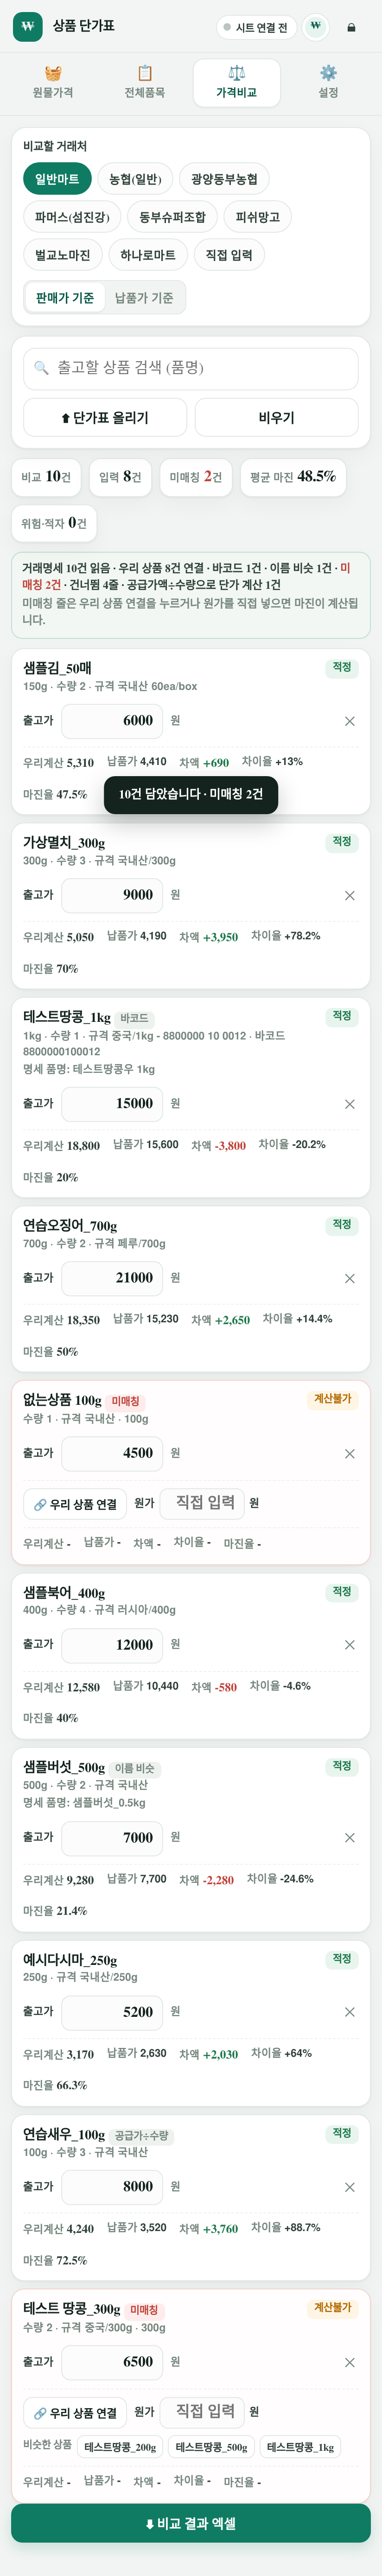 ₩ 상품 단가표 시트 연결 전 ₩
원물가격 전체품목 가격비교 설정
비교할 거래처
일반마트 농협(일반) 광양동부농협
파머스(섬진강) 동부슈퍼조합 피쉬망고
벌교노마진 하나로마트 직접 입력
판매가 기준 납품가 기준
출고할 상품 검색 (품명)
⬆ 단가표 올리기 비우기
비교 10건 입력 8건 미매칭 2건 평균 마진 48.5%
위험·적자 0건
거래명세 10건 읽음 · 우리 상품 8건 연결 · 바코드 1건 · 이름 비슷 1건 · 미
매칭 2건 · 건너뜀 4줄 · 공급가액÷수량으로 단가 계산 1건
미매칭 줄은 우리 상품 연결을 누르거나 원가를 직접 넣으면 마진이 계산됩
니다.
샘플김_50매 적정
150g · 수량 2 · 규격 국내산 60ea/box
출고가 6000 원 ×
우리계산 5,310 납품가 4,410 차액 +690 차이율 +13%
마진율 47.5%
10건 담았습니다 · 미매칭 2건
가상멸치_300g 적정
300g · 수량 3 · 규격 국내산/300g
출고가 9000 원 ×
우리계산 5,050 납품가 4,190 차액 +3,950 차이율 +78.2%
마진율 70%
테스트땅콩_1kg 바코드 적정
1kg · 수량 1 · 규격 중국/1kg - 8800000 10 0012 · 바코드
8800000100012
명세 품명: 테스트땅콩우 1kg
출고가 15000 원 ×
우리계산 18,800 납품가 15,600 차액 -3,800 차이율 -20.2%
마진율 20%
연습오징어_700g 적정
700g · 수량 2 · 규격 페루/700g
출고가 21000 원 ×
우리계산 18,350 납품가 15,230 차액 +2,650 차이율 +14.4%
마진율 50%
없는상품 100g 미매칭 계산불가
수량 1 · 규격 국내산 · 100g
출고가 4500 원 ×
우리 상품 연결 원가 직접 입력 원
우리계산 - 납품가 - 차액 - 차이율 - 마진율 -
샘플북어_400g 적정
400g · 수량 4 · 규격 러시아/400g
출고가 12000 원 ×
우리계산 12,580 납품가 10,440 차액 -580 차이율 -4.6%
마진율 40%
샘플버섯_500g 이름 비슷 적정
500g · 수량 2 · 규격 국내산
명세 품명: 샘플버섯_0.5kg
출고가 7000 원 ×
우리계산 9,280 납품가 7,700 차액 -2,280 차이율 -24.6%
마진율 21.4%
예시다시마_250g 적정
250g · 규격 국내산/250g
출고가 5200 원 ×
우리계산 3,170 납품가 2,630 차액 +2,030 차이율 +64%
마진율 66.3%
연습새우_100g 공급가÷수량 적정
100g · 수량 3 · 규격 국내산
출고가 8000 원 ×
우리계산 4,240 납품가 3,520 차액 +3,760 차이율 +88.7%
마진율 72.5%
테스트 땅콩_300g 미매칭 계산불가
수량 2 · 규격 중국/300g · 300g
출고가 6500 원 ×
우리 상품 연결 원가 직접 입력 원
비슷한 상품 테스트땅콩_200g 테스트땅콩_500g 테스트땅콩_1kg
우리계산 - 납품가 - 차액 - 차이율 - 마진율 -
⬇ 비교 결과 엑셀